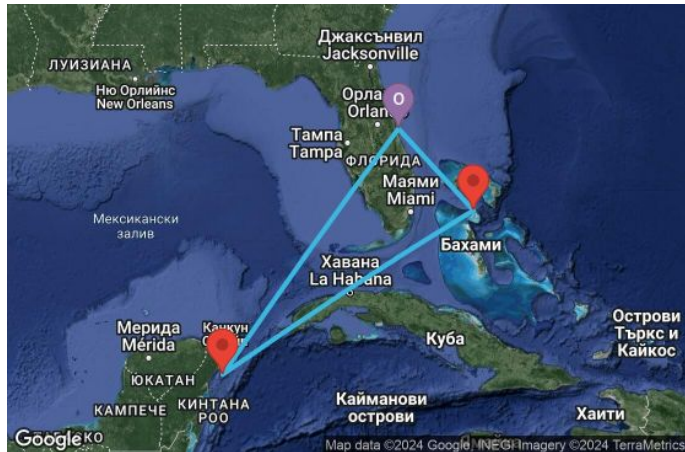 Джаксънвил
Jacksonville
ЛУИЗИАНА
Ню Орлийнс
New Orleans
Орла
Orlan
O
Тампа
Tampa
ФЛОРИДА
Маями
Miami
Мексикански
залив
Бахами
Хавана
La Habana
Мерида
Mérida
Канкун
Куба
Острови
Търкс и
Кайкос
ЮКАТАН
КАМПЕЧЕ
КИНТАНА
РОО
Кайманови
острови
Хаити
Google
Map data ©2024 Google, INEGI Imagery ©2024 TerraMetrics